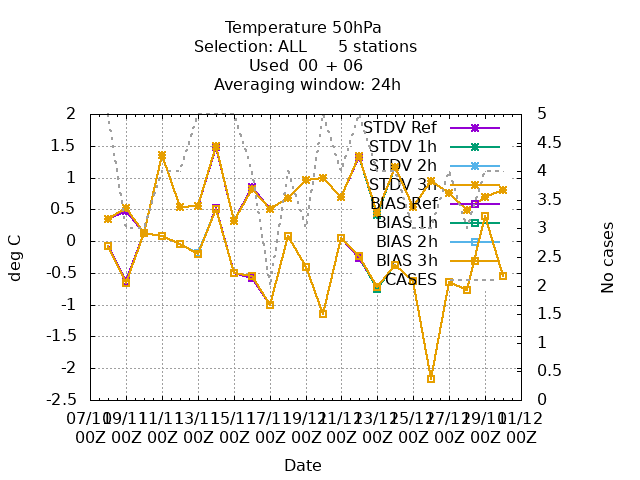 Temperature 50hPa
Selection: ALL 5 stations
Used 00 + 06
Averaging window: 24h
2
1.5
1
0.5
0
-0.5
-1
-1.5
-2
-2.5
deg C
5
4.5
4
3.5
3
2.5
2
1.5
1
0.5
0
No cases
STDV Ref
STDV 1h
STDV 2h
STDV 3h
BIAS Ref
BIAS 1h
BIAS 2h
BIAS 3h
CASES
07/11 09/11 11/11 13/11 15/11 17/11 19/11 21/11 23/11 25/11 27/11 29/11 01/12
00Z 00Z 00Z 00Z 00Z 00Z 00Z 00Z 00Z 00Z 00Z 00Z 00Z
Date